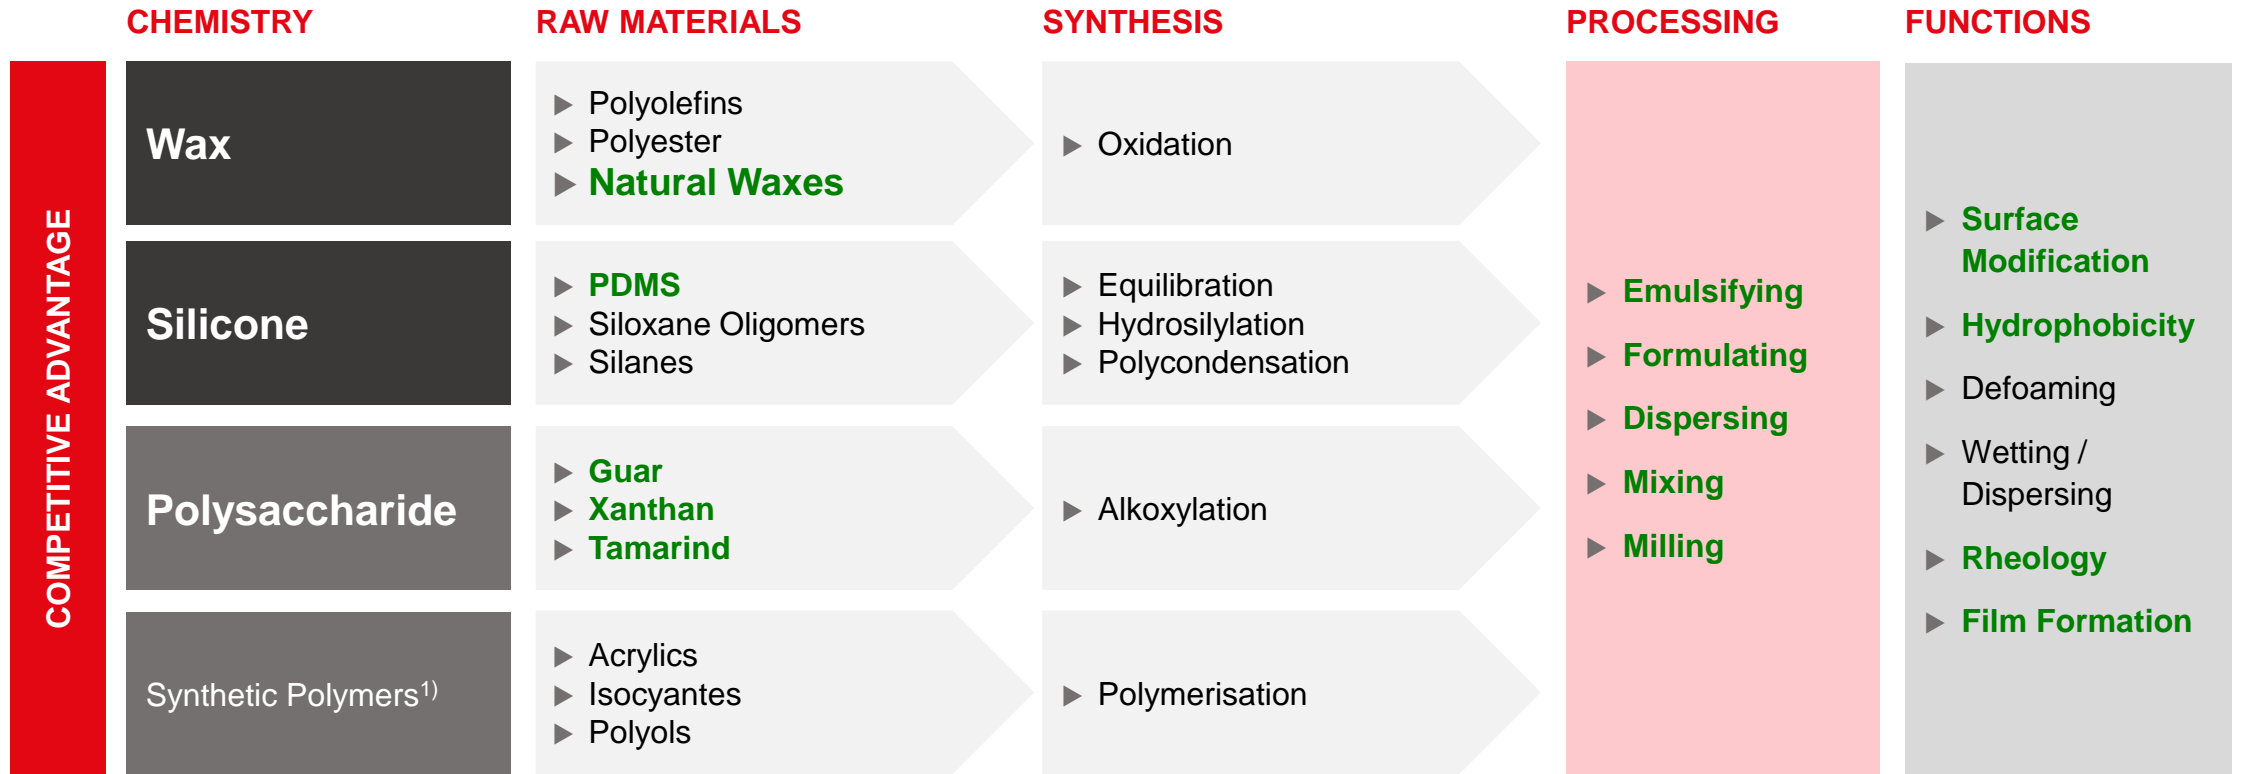 CHEMISTRY
RAW MATERIALS
SYNTHESIS
PROCESSING
FUNCTIONS
COMPETITIVE ADVANTAGE
Wax
Polyolefins
Polyester
Natural Waxes
Oxidation
Silicone
PDMS
Siloxane Oligomers
Silanes
Equilibration
Hydrosilylation
Polycondensation
Polysaccharide
Guar
Xanthan
Tamarind
Alkoxylation
Synthetic Polymers1)
Acrylics
Isocyantes
Polyols
Polymerisation
Emulsifying
Formulating
Dispersing
Mixing
Milling
Surface
Modification
Hydrophobicity
Defoaming
Wetting /
Dispersing
Rheology
Film Formation